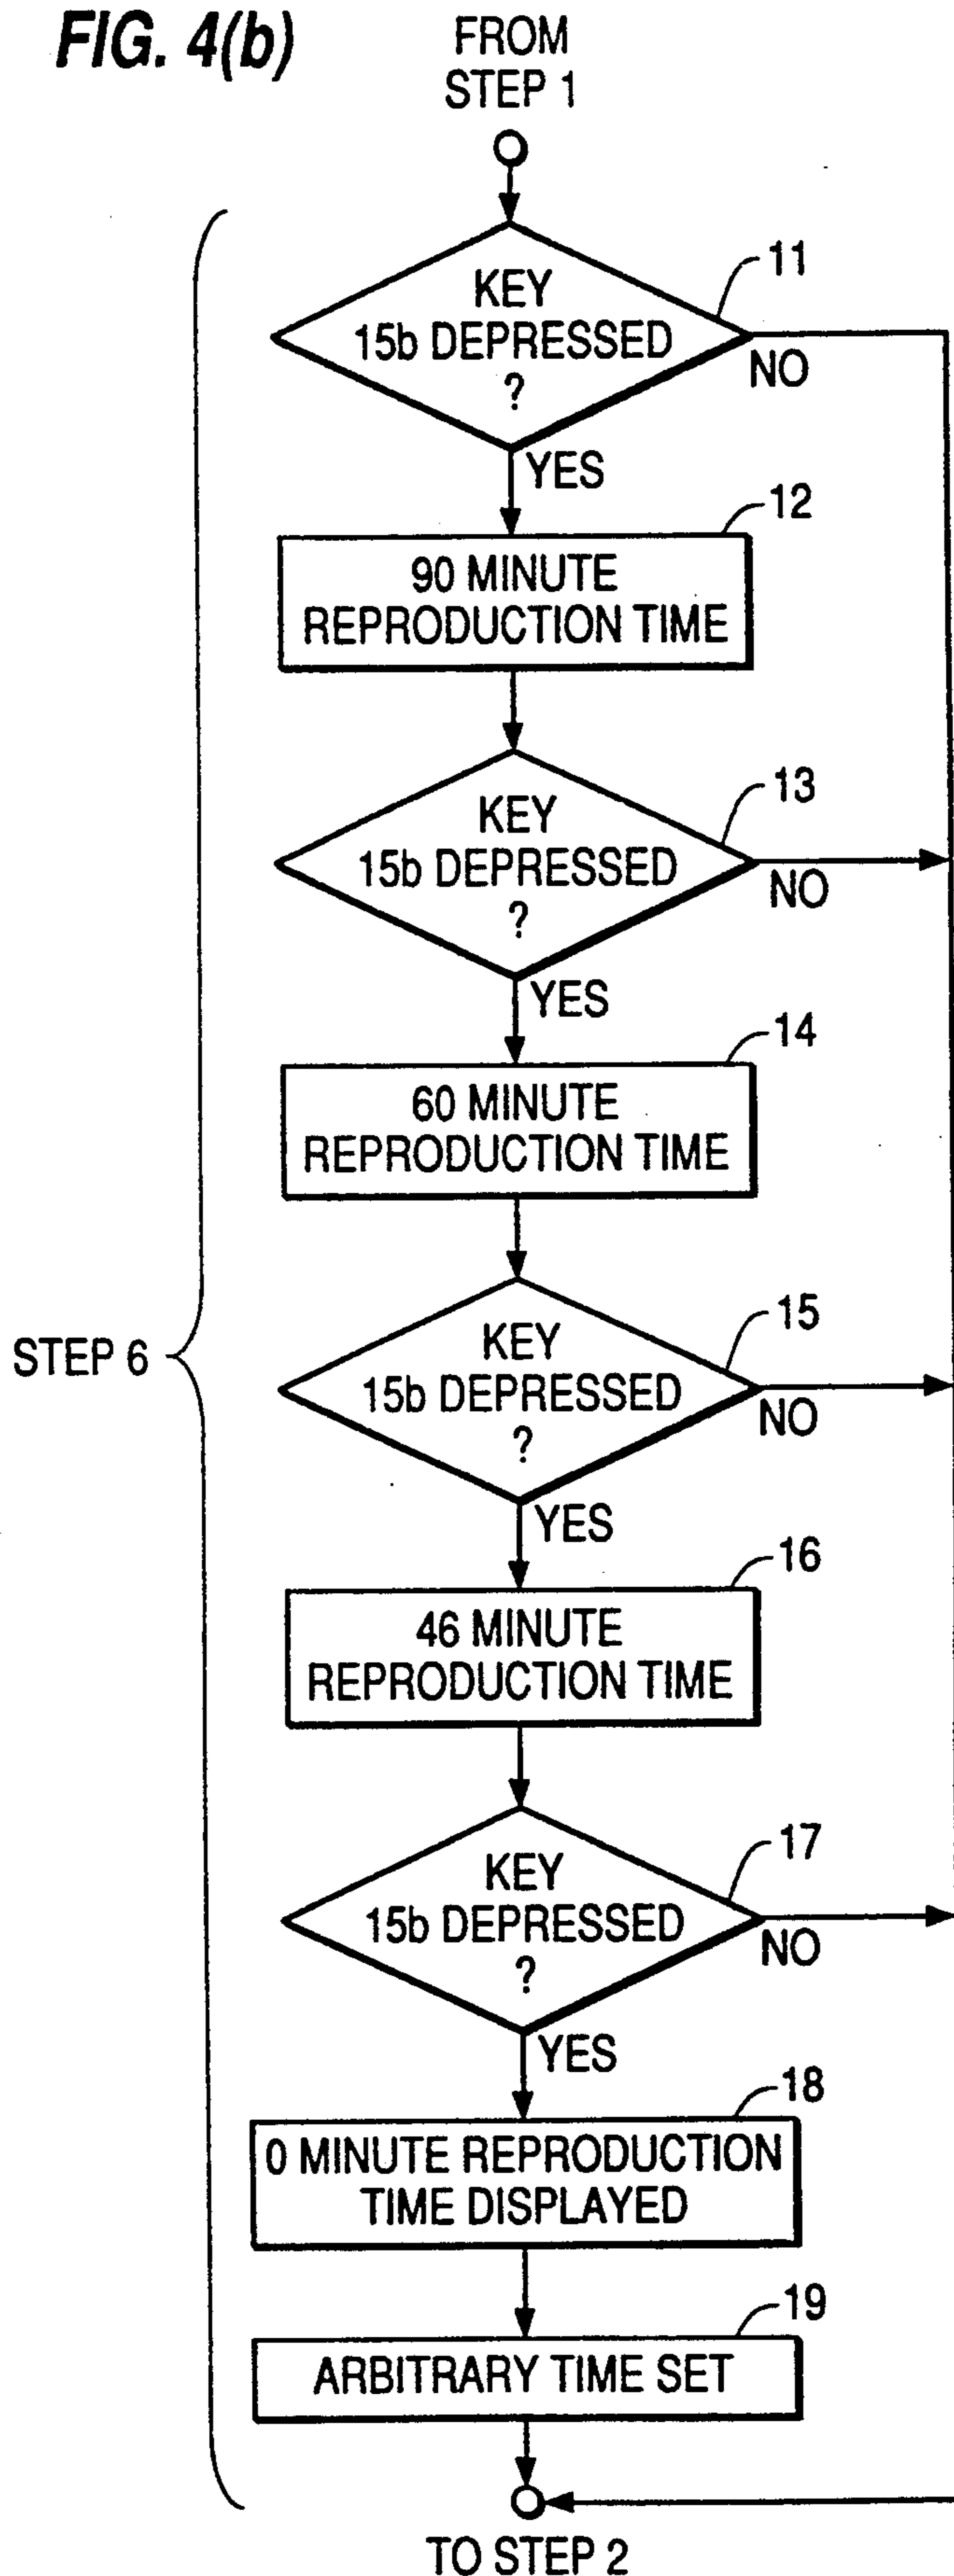 FIG. 4(b)
FROM
STEP 1
11
KEY
15b DEPRESSED
?
NO
YES
12
90 MINUTE
REPRODUCTION TIME
13
KEY
15b DEPRESSED
?
NO
YES
14
60 MINUTE
REPRODUCTION TIME
15
KEY
15b DEPRESSED
?
NO
STEP 6
YES
16
46 MINUTE
REPRODUCTION TIME
17
KEY
15b DEPRESSED
?
NO
YES
18
0 MINUTE REPRODUCTION
TIME DISPLAYED
19
ARBITRARY TIME SET
TO STEP 2